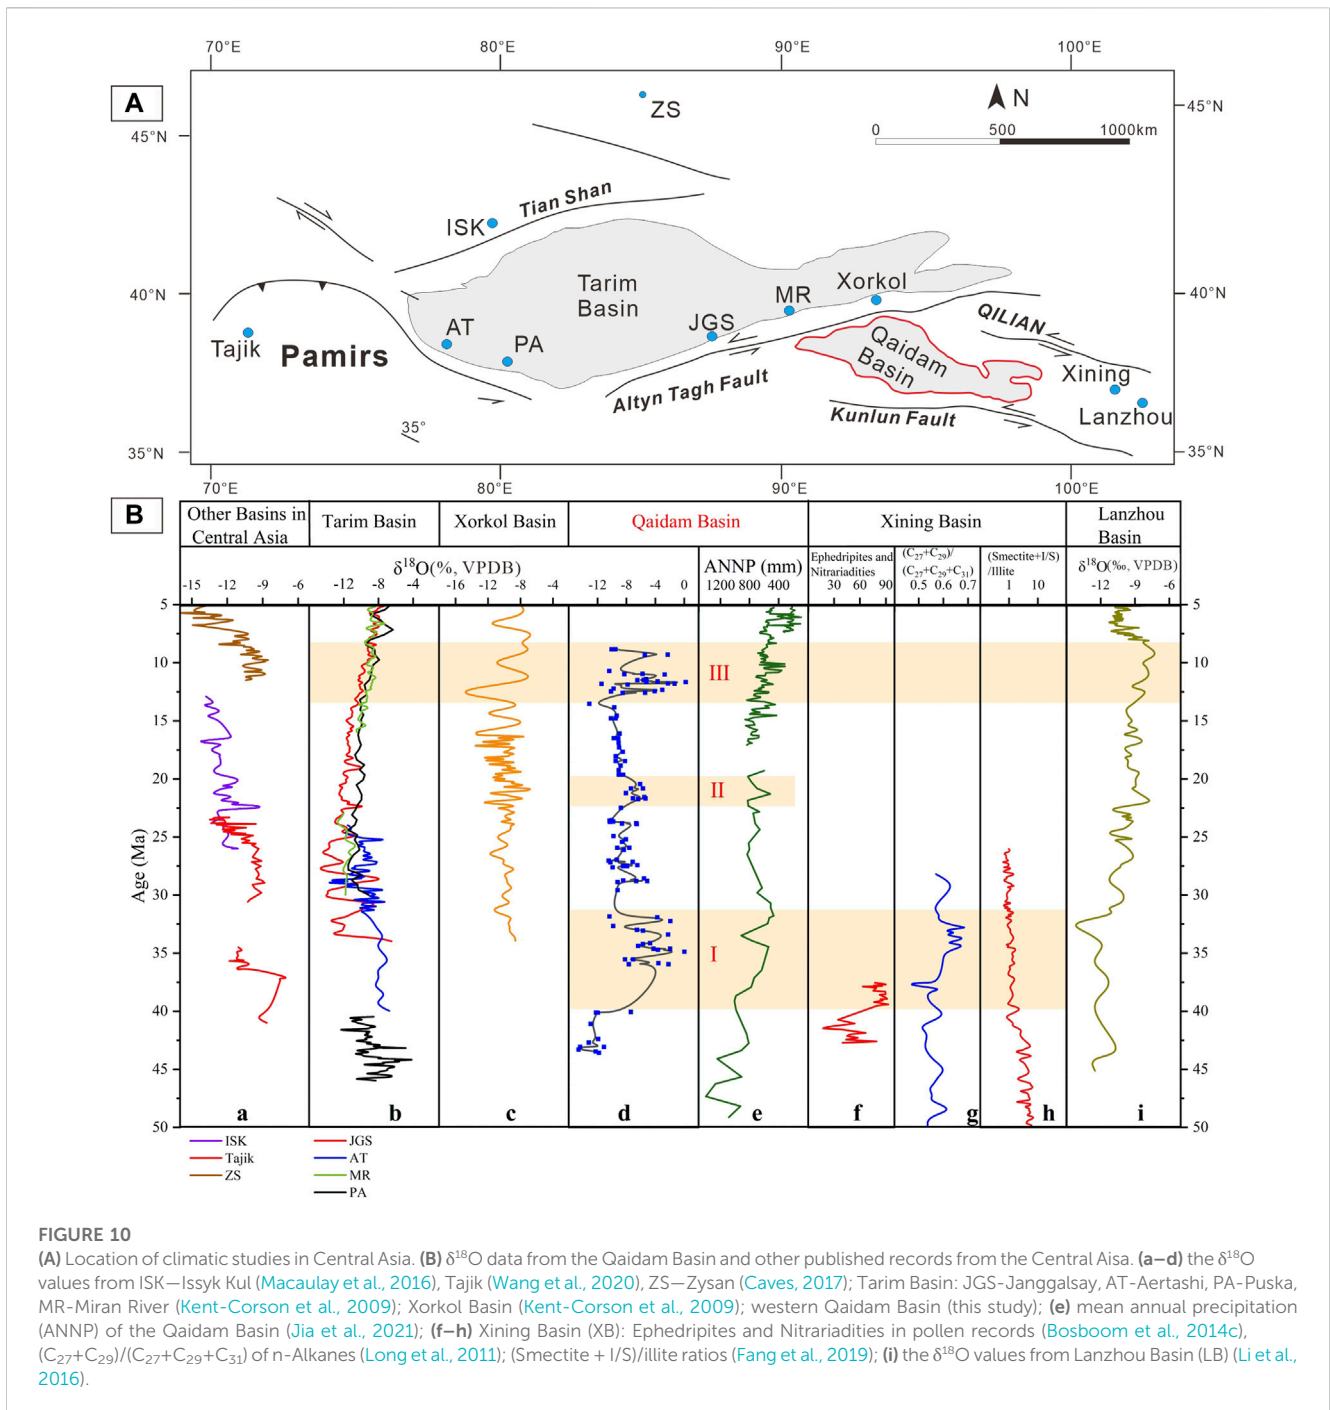 70°E 80°E 90°E 100°E
A
ZS
N
45°N
45°N
0 500 1000km
Tian Shan
ISK
Tarim
Basin
Xorkol
MR
40°N
40°N
JGS
QILIAN
AT
Tajik
PA
Pamirs
Qaidam
Basin
Xining
Altyn Tagh Fault
Kunlun Fault
Lanzhou
35°
35°N
35°N
70°E 80°E 90°E 100°E
B
Other Basins in
Central Asia
Tarim Basin
Xorkol Basin
Qaidam Basin
Xining Basin
Lanzhou
Basin
δ¹⁸O(%, VPDB)
ANNP (mm)
Ephedripites and
Nitrariadities
(C₂₇+C₂₉)/
(C₂₇+C₂₉+C₃₁)
(Smectite+I/S)
/Illite
δ¹⁸O(‰, VPDB)
-15 -12 -9 -6
-12 -8 -4
-16 -12 -8 -4
-12 -8 -4 0
1200 800 400
30 60 90
0.5 0.6 0.7
1 10
-12 -9 -6
5 5
10 10
III
15 15
20 20
II
25 25
Age (Ma)
30 30
35 35
I
40 40
45 45
50 50
a b c d e f g h i
ISK
Tajik
ZS
JGS
AT
MR
PA
FIGURE 10
(A) Location of climatic studies in Central Asia. (B) δ¹⁸O data from the Qaidam Basin and other published records from the Central Aisa. (a–d) the δ¹⁸O
values from ISK—Issyk Kul (Macaulay et al., 2016), Tajik (Wang et al., 2020), ZS—Zysan (Caves, 2017); Tarim Basin: JGS-Janggalsay, AT-Aertashi, PA-Puska,
MR-Miran River (Kent-Corson et al., 2009); Xorkol Basin (Kent-Corson et al., 2009); western Qaidam Basin (this study); (e) mean annual precipitation
(ANNP) of the Qaidam Basin (Jia et al., 2021); (f–h) Xining Basin (XB): Ephedripites and Nitrariadities in pollen records (Bosboom et al., 2014c),
(C₂₇+C₂₉)/(C₂₇+C₂₉+C₃₁) of n-Alkanes (Long et al., 2011); (Smectite + I/S)/illite ratios (Fang et al., 2019); (i) the δ¹⁸O values from Lanzhou Basin (LB) (Li et al.,
2016).